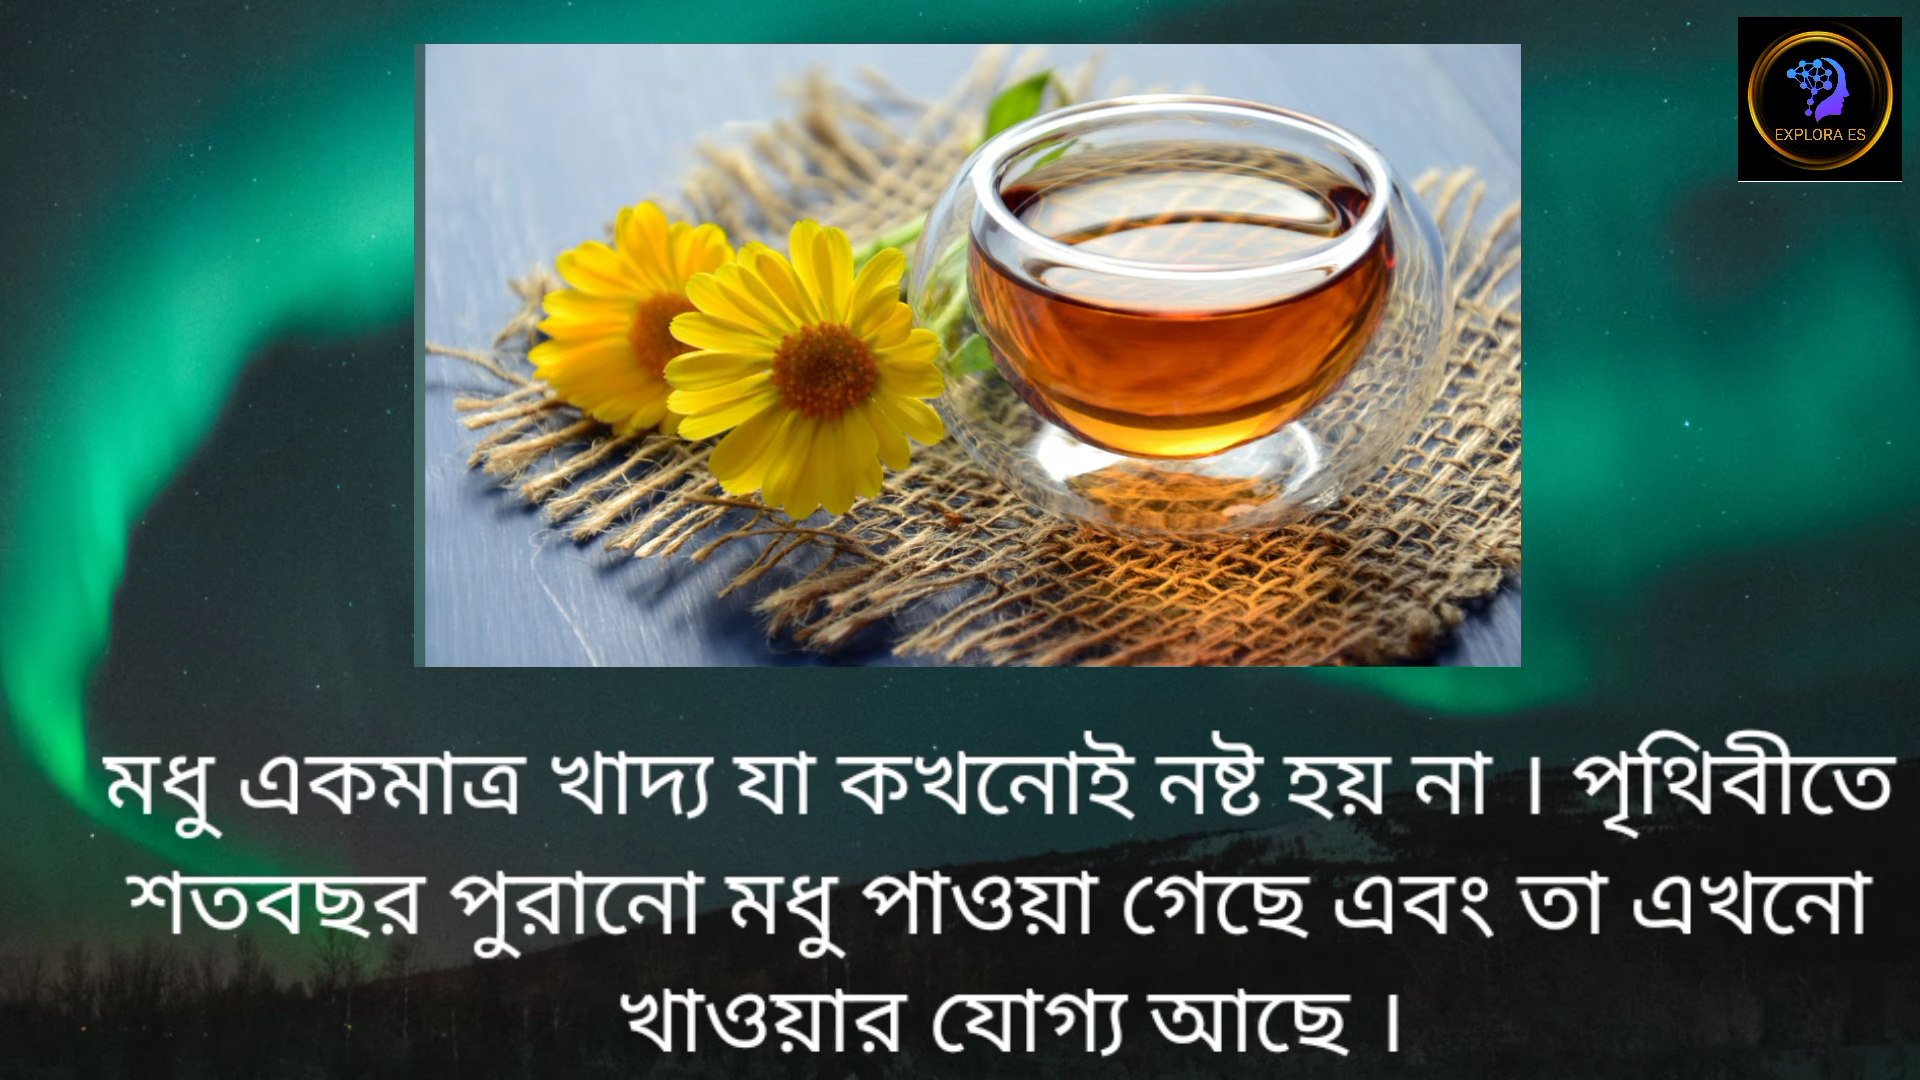 EXPLORA ES
মধু একমাত্র খাদ্য যা কখনোই নষ্ট হয় না । পৃথিবীতে
শতবছর পুরানো মধু পাওয়া গেছে এবং তা এখনো
খাওয়ার যোগ্য আছে ।